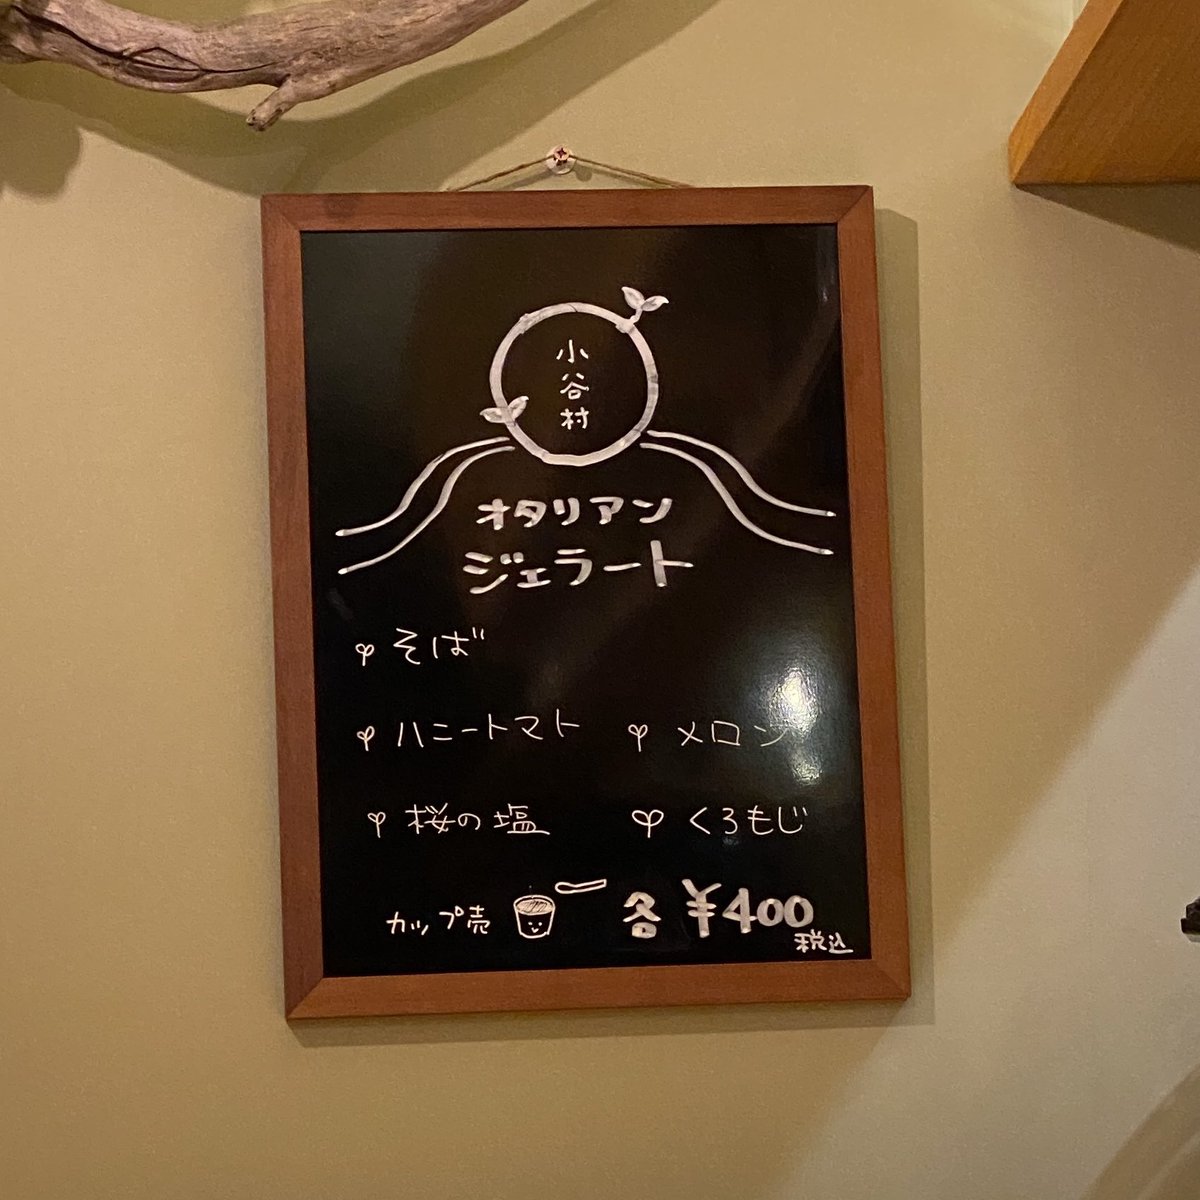 小谷村
オタリアン
ジェラート
そば
ハニートマト メロン
桜の塩 くろもじ
カップ売 各 ¥400
税込